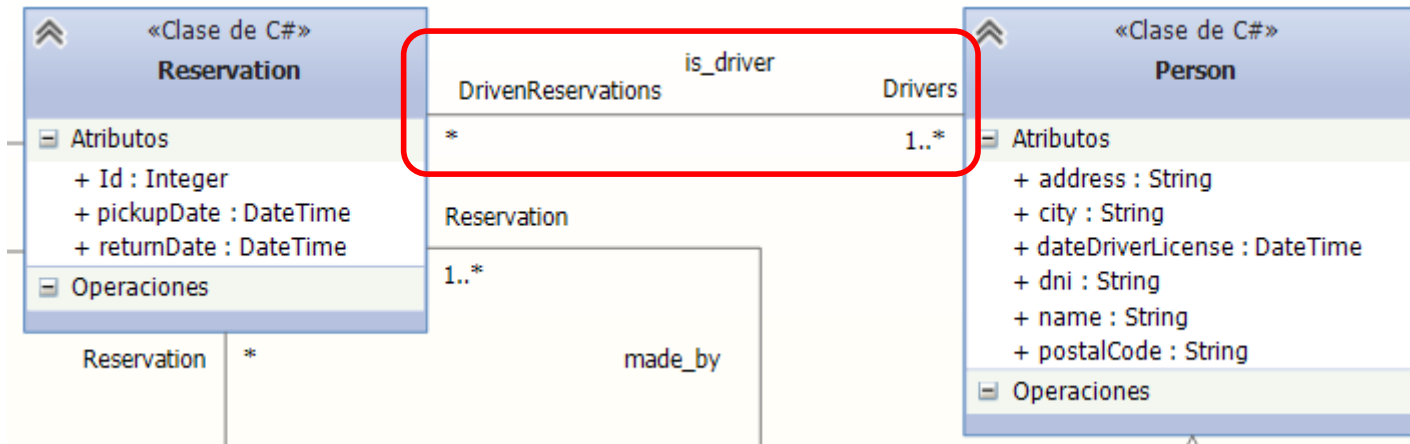 «Clase de C#»
Reservation
Atributos
+ Id : Integer
+ pickupDate : DateTime
+ returnDate : DateTime
Operaciones
is_driver
DrivenReservations
Drivers
*
1..*
Reservation
1..*
Reservation
*
made_by
«Clase de C#»
Person
Atributos
+ address : String
+ city : String
+ dateDriverLicense : DateTime
+ dni : String
+ name : String
+ postalCode : String
Operaciones